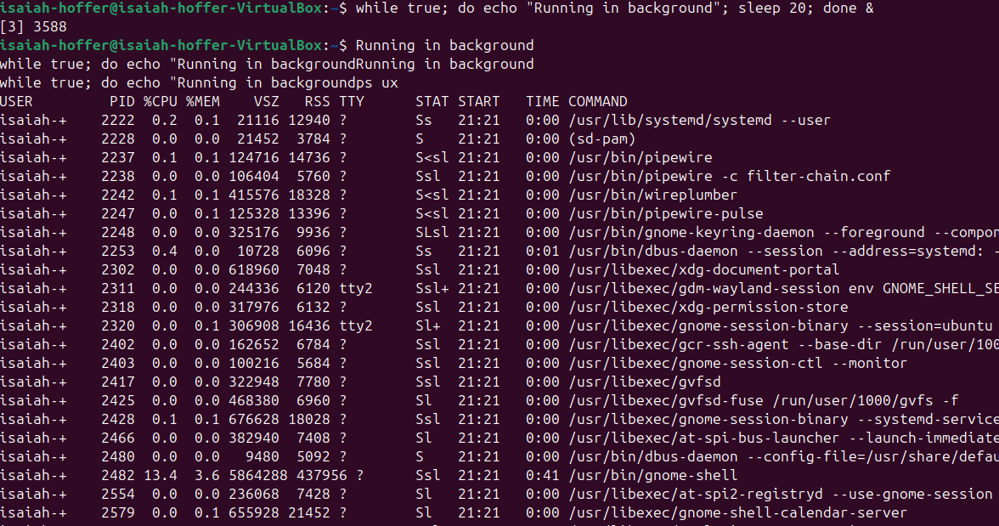 isaiah-hoffer@isaiah-hoffer-VirtualBox:~$ while true; do echo "Running in background"; sleep 20; done &
[3] 3588
isaiah-hoffer@isaiah-hoffer-VirtualBox:~$ Running in background
while true; do echo "Running in backgroundRunning in background
while true; do echo "Running in backgroundps ux
USER PID %CPU %MEM VSZ RSS TTY STAT START TIME COMMAND
isaiah-+ 2222 0.2 0.1 21116 12940 ? Ss 21:21 0:00 /usr/lib/systemd/systemd --user
isaiah-+ 2228 0.0 0.0 21452 3784 ? S 21:21 0:00 (sd-pam)
isaiah-+ 2237 0.1 0.1 124716 14736 ? S<sl 21:21 0:00 /usr/bin/pipewire
isaiah-+ 2238 0.0 0.0 106404 5760 ? Ssl 21:21 0:00 /usr/bin/pipewire -c filter-chain.conf
isaiah-+ 2242 0.1 0.1 415576 18328 ? S<sl 21:21 0:00 /usr/bin/wireplumber
isaiah-+ 2247 0.0 0.1 125328 13396 ? S<sl 21:21 0:00 /usr/bin/pipewire-pulse
isaiah-+ 2248 0.0 0.0 325176 9936 ? SLsl 21:21 0:00 /usr/bin/gnome-keyring-daemon --foreground --compon
isaiah-+ 2253 0.4 0.0 10728 6096 ? Ss 21:21 0:01 /usr/bin/dbus-daemon --session --address=systemd: -
isaiah-+ 2302 0.0 0.0 618960 7048 ? Ssl 21:21 0:00 /usr/libexec/xdg-document-portal
isaiah-+ 2311 0.0 0.0 244336 6120 tty2 Ssl+ 21:21 0:00 /usr/libexec/gdm-wayland-session env GNOME_SHELL_SE
isaiah-+ 2318 0.0 0.0 317976 6132 ? Ssl 21:21 0:00 /usr/libexec/xdg-permission-store
isaiah-+ 2320 0.0 0.1 306908 16436 tty2 Sl+ 21:21 0:00 /usr/libexec/gnome-session-binary --session=ubuntu
isaiah-+ 2402 0.0 0.0 162652 6784 ? Ssl 21:21 0:00 /usr/libexec/gcr-ssh-agent --base-dir /run/user/100
isaiah-+ 2403 0.0 0.0 100216 5684 ? Ssl 21:21 0:00 /usr/libexec/gnome-session-ctl --monitor
isaiah-+ 2417 0.0 0.0 322948 7780 ? Ssl 21:21 0:00 /usr/libexec/gvfsd
isaiah-+ 2425 0.0 0.0 468380 6960 ? Sl 21:21 0:00 /usr/libexec/gvfsd-fuse /run/user/1000/gvfs -f
isaiah-+ 2428 0.1 0.1 676628 18028 ? Ssl 21:21 0:00 /usr/libexec/gnome-session-binary --systemd-service
isaiah-+ 2466 0.0 0.0 382940 7408 ? Sl 21:21 0:00 /usr/libexec/at-spi-bus-launcher --launch-immediate
isaiah-+ 2480 0.0 0.0 9480 5092 ? S 21:21 0:00 /usr/bin/dbus-daemon --config-file=/usr/share/defau
isaiah-+ 2482 13.4 3.6 5864288 437956 ? Ssl 21:21 0:41 /usr/bin/gnome-shell
isaiah-+ 2554 0.0 0.0 236068 7428 ? Sl 21:21 0:00 /usr/libexec/at-spi2-registryd --use-gnome-session
isaiah-+ 2579 0.0 0.1 655928 21452 ? Sl 21:21 0:00 /usr/libexec/gnome-shell-calendar-server